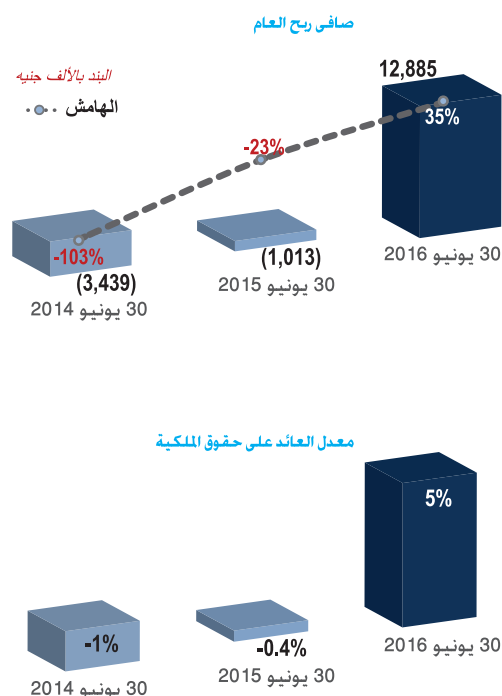 صافى ربح العام
البند بالألف جنيه
الهامش
12,885
35%
-23%
-103%
(3,439)
(1,013)
30 يونيو 2014
30 يونيو 2015
30 يونيو 2016
معدل العائد على حقوق الملكية
5%
-1%
-0.4%
30 يونيو 2014
30 يونيو 2015
30 يونيو 2016